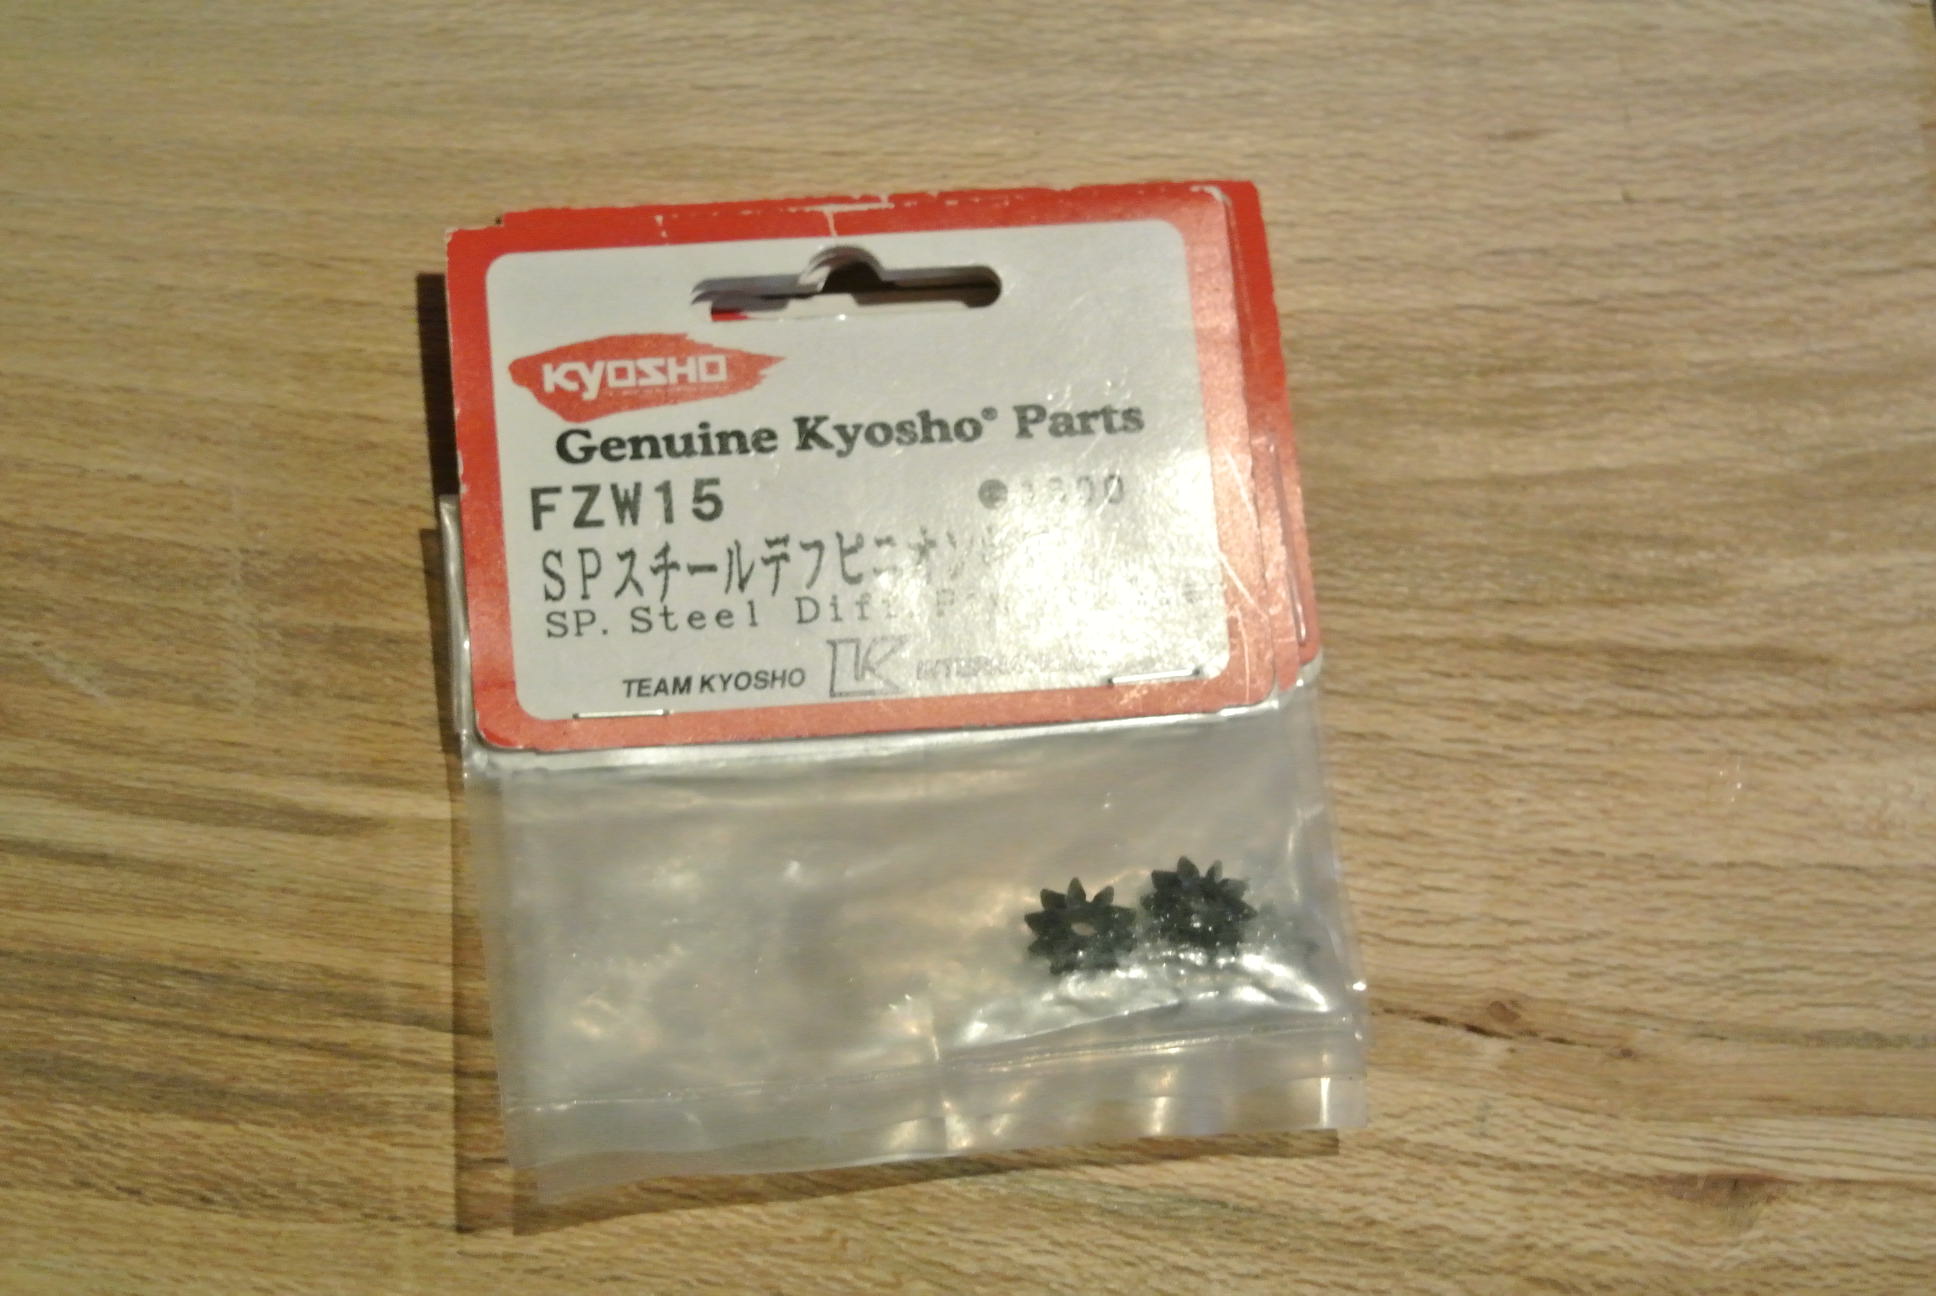 KYOSHO
Genuine Kyosho® Parts
FZW15
SPスチールデフピニオン
SP. Steel Diff.
TEAM KYOSHO K INTERNATIONAL